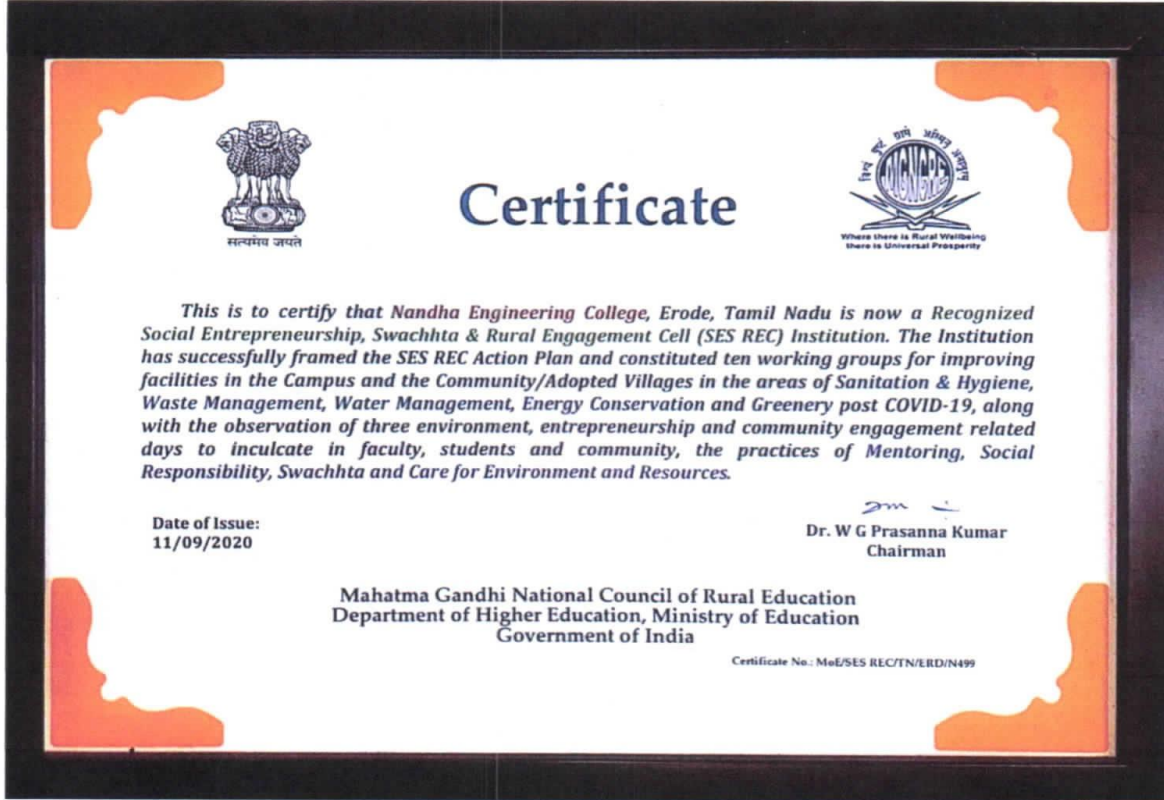 सत्यमेव जयते
Certificate
Where there is Rural Wellbeing
there is Universal Prosperity
This is to certify that Nandha Engineering College, Erode, Tamil Nadu is now a Recognized
Social Entrepreneurship, Swachhta & Rural Engagement Cell (SES REC) Institution. The Institution
has successfully framed the SES REC Action Plan and constituted ten working groups for improving
facilities in the Campus and the Community/Adopted Villages in the areas of Sanitation & Hygiene,
Waste Management, Water Management, Energy Conservation and Greenery post COVID-19, along
with the observation of three environment, entrepreneurship and community engagement related
days to inculcate in faculty, students and community, the practices of Mentoring, Social
Responsibility, Swachhta and Care for Environment and Resources.
Date of Issue:
11/09/2020
Dr. W G Prasanna Kumar
Chairman
Mahatma Gandhi National Council of Rural Education
Department of Higher Education, Ministry of Education
Government of India
Certificate No.: MoE/SES REC/TN/ERD/N499